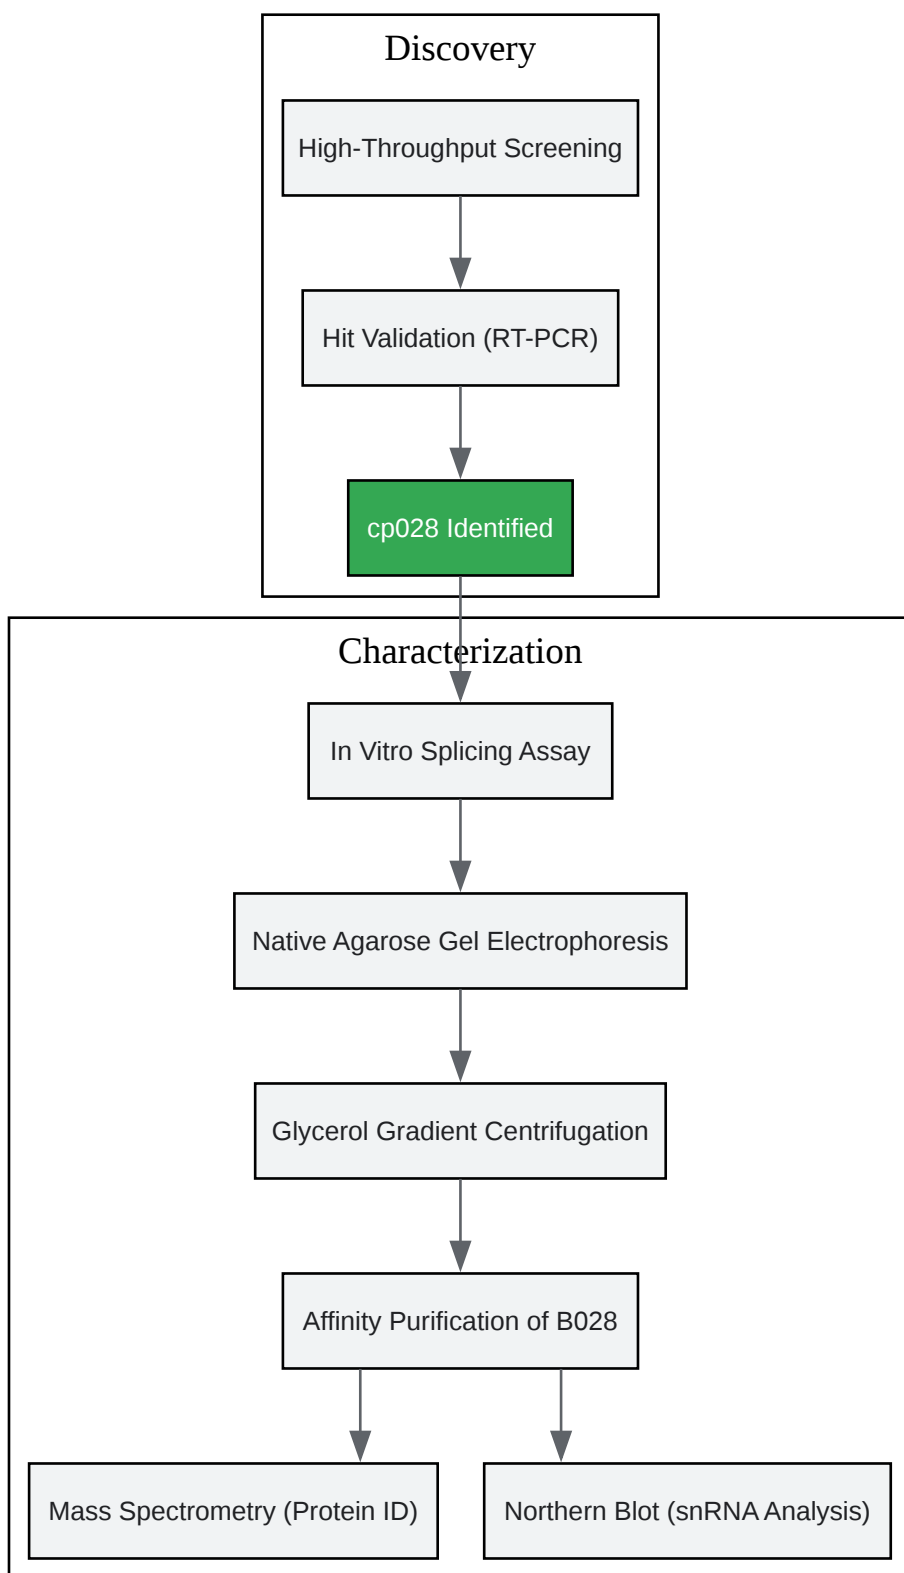 Discovery
High-Throughput Screening
Hit Validation (RT-PCR)
cp028 Identified
Characterization
In Vitro Splicing Assay
Native Agarose Gel Electrophoresis
Glycerol Gradient Centrifugation
Affinity Purification of B028
Mass Spectrometry (Protein ID)
Northern Blot (snRNA Analysis)